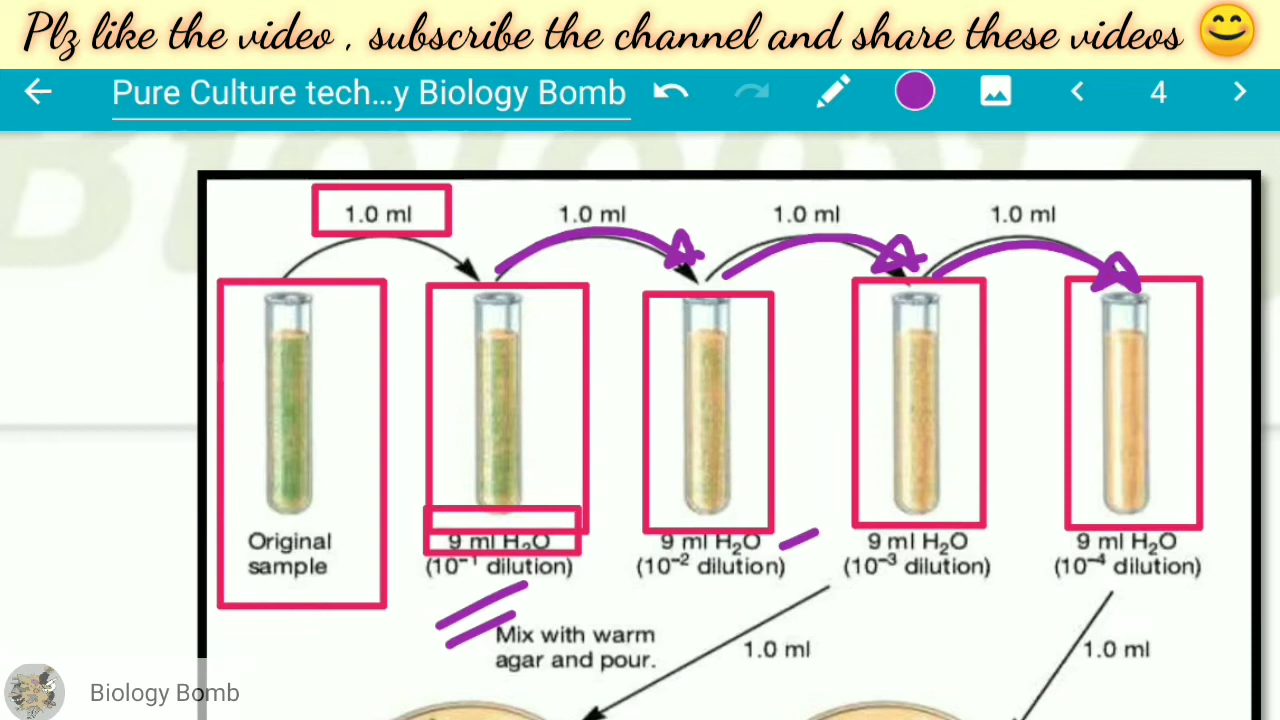 Plz like the video , subscribe the channel and share these videos 😊
Pure Culture tech...y Biology Bomb
4
1.0 ml
1.0 ml
1.0 ml
1.0 ml
Original
sample
9 ml H₂O
(10⁻¹ dilution)
9 ml H₂O
(10⁻² dilution)
9 ml H₂O
(10⁻³ dilution)
9 ml H₂O
(10⁻⁴ dilution)
Mix with warm
agar and pour.
1.0 ml
1.0 ml
Biology Bomb